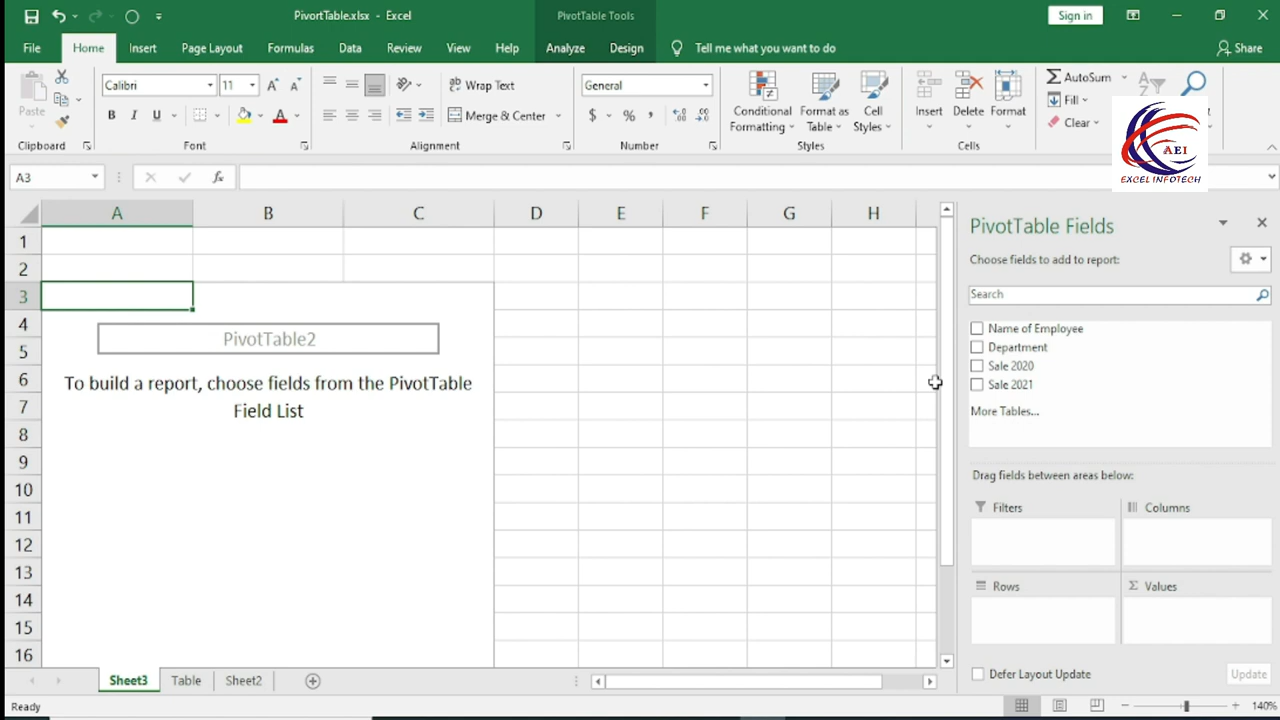 PivortTable.xlsx - Excel
PivotTable Tools
Sign in
File Home Insert Page Layout Formulas Data Review View Help Analyze Design Tell me what you want to do Share
Calibri 11 Wrap Text General AutoSum
Paste Conditional Formatting Format as Table Cell Styles Insert Delete Format Fill
B I U Merge & Center $ % , Clear
Clipboard Font Alignment Number Styles Cells
AEI
EXCEL INFOTECH
A3 fx
A B C D E F G H
1
2
3
4
5
6
7
8
9
10
11
12
13
14
15
16
PivotTable2
To build a report, choose fields from the PivotTable
Field List
PivotTable Fields
Choose fields to add to report:
Search
Name of Employee
Department
Sale 2020
Sale 2021
More Tables...
Drag fields between areas below:
Filters Columns
Rows Σ Values
Defer Layout Update Update
Sheet3 Table Sheet2
Ready 140%